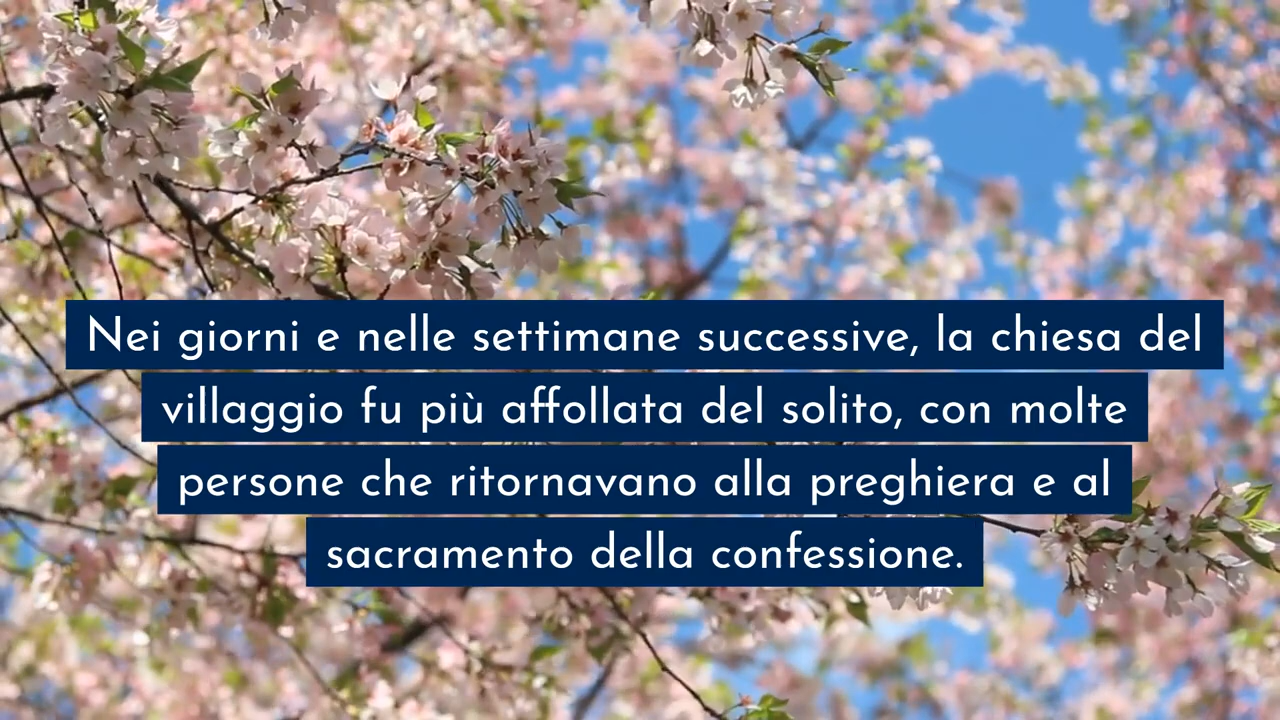 Nei giorni e nelle settimane successive, la chiesa del
villaggio fu più affollata del solito, con molte
persone che ritornavano alla preghiera e al
sacramento della confessione.